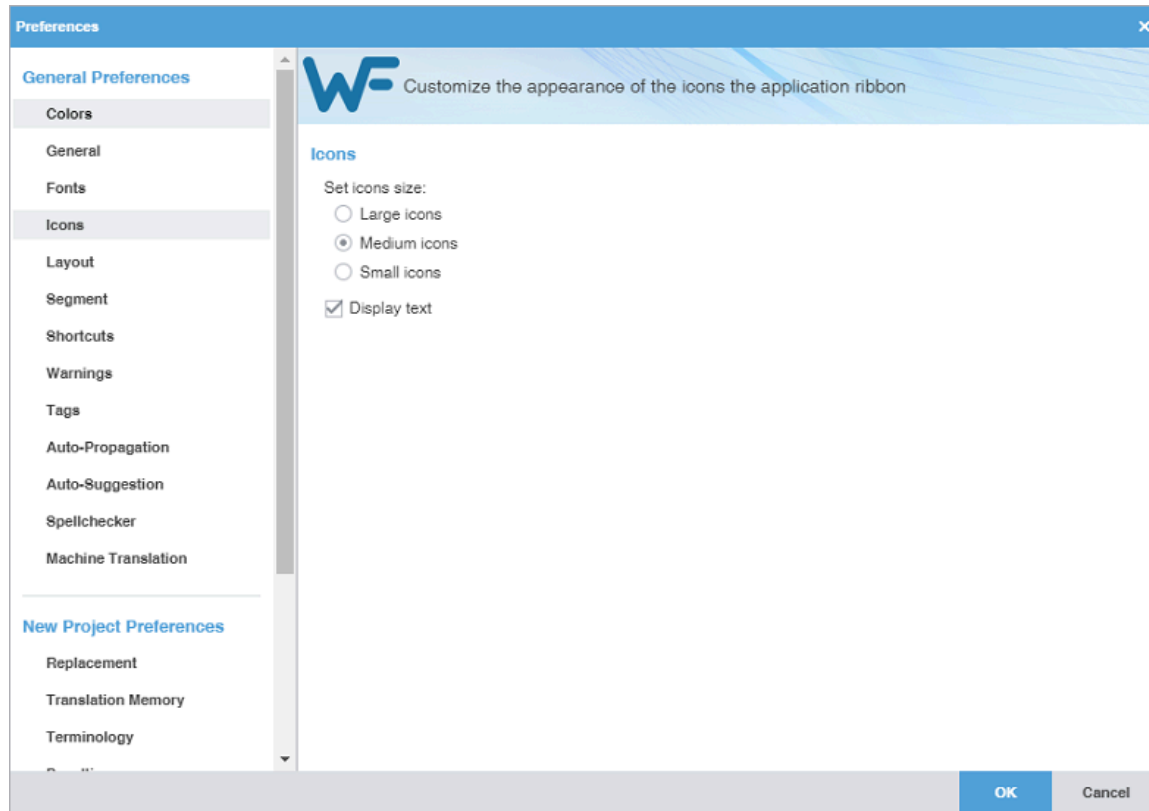 Preferences
General Preferences
Colors
General
Fonts
Icons
Layout
Segment
Shortcuts
Warnings
Tags
Auto-Propagation
Auto-Suggestion
Spellchecker
Machine Translation
New Project Preferences
Replacement
Translation Memory
Terminology
WF
Customize the appearance of the icons the application ribbon
Icons
Set icons size:
Large icons
Medium icons
Small icons
Display text
OK
Cancel